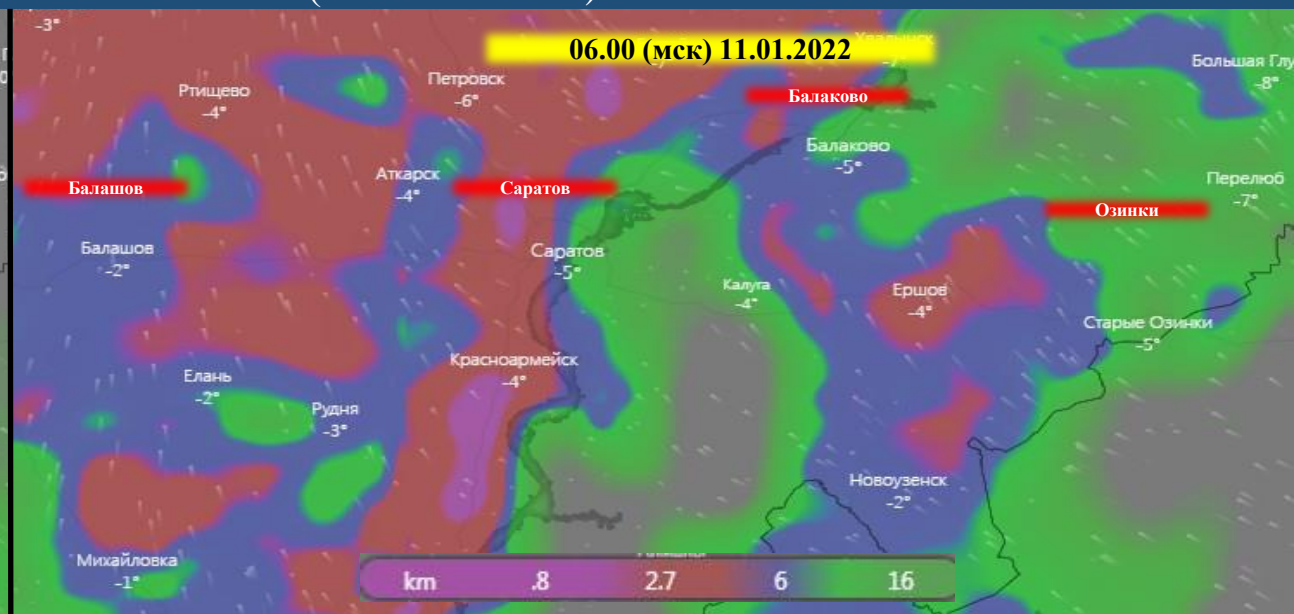 -3°
06.00 (мск) 11.01.2022
Петровск
-6°
Ртищево
-4°
Большая Глу
-8°
Балаково
Балаково
-5°
Аткарск
-4°
Балашов
Саратов
Перелюб
-7°
Озинки
Балашов
-2°
Саратов
-5°
Калуга
-4°
Ершов
-4°
Старые Озинки
-5°
Красноармейск
-4°
Елань
-2°
Рудня
-3°
Новоузенск
-2°
Михайловка
-1°
km .8 2.7 6 16